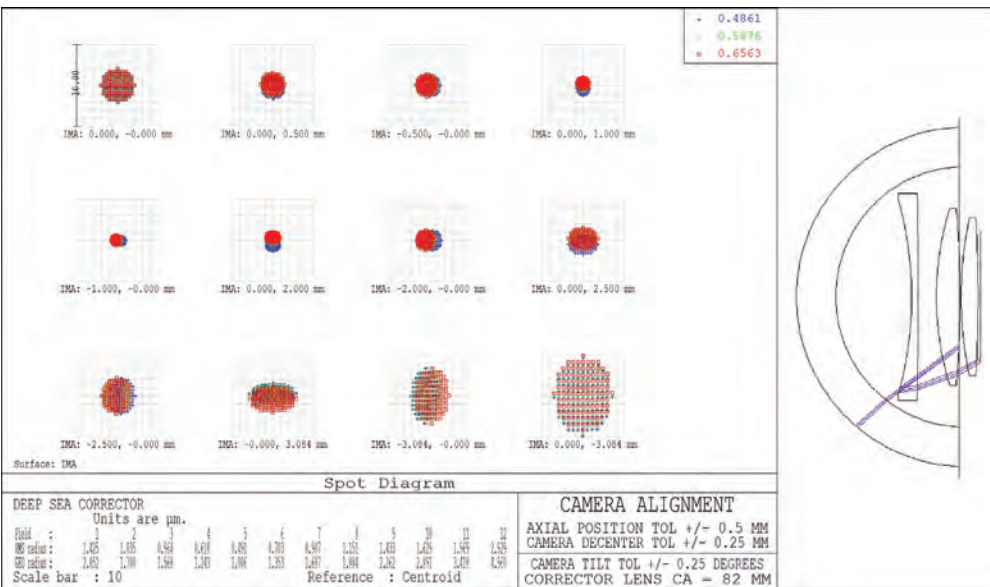 0.4861
0.5876
0.6563
10.00
IMA: 0.000, -0.000 mm
IMA: 0.000, 0.500 mm
IMA: -0.500, -0.000 mm
IMA: 0.000, 1.000 mm
IMA: -1.000, -0.000 mm
IMA: 0.000, 2.000 mm
IMA: -2.000, -0.000 mm
IMA: 0.000, 2.500 mm
IMA: -2.500, -0.000 mm
IMA: -0.000, 3.084 mm
IMA: -3.084, -0.000 mm
IMA: 0.000, -3.084 mm
Surface: IMA
Spot Diagram
DEEP SEA CORRECTOR
Units are µm.
Field : 1 2 3 4 5 6 7 8 9 10 11 12
RMS radius :
GEO radius :
Scale bar : 10 Reference : Centroid
CAMERA ALIGNMENT
AXIAL POSITION TOL +/- 0.5 MM
CAMERA DECENTER TOL +/- 0.25 MM
CAMERA TILT TOL +/- 0.25 DEGREES
CORRECTOR LENS CA = 82 MM